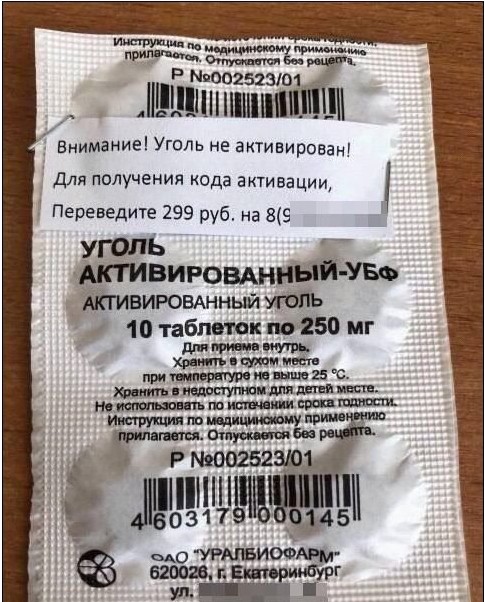 Инструкция по медицинскому применению
прилагается. Отпускается без рецепта.
Р №002523/01
Внимание! Уголь не активирован!
Для получения кода активации,
Переведите 299 руб. на 8(9
УГОЛЬ
АКТИВИРОВАННЫЙ-УБФ
АКТИВИРОВАННЫЙ УГОЛЬ
10 таблеток по 250 мг
Для приема внутрь.
Хранить в сухом месте
при температуре не выше 25 °С.
Хранить в недоступном для детей месте.
Не использовать по истечении срока годности.
Инструкция по медицинскому применению
прилагается. Отпускается без рецепта.
Р №002523/01
4 603179 000145
ОАО "УРАЛБИОФАРМ"
620026, г. Екатеринбург
ул.